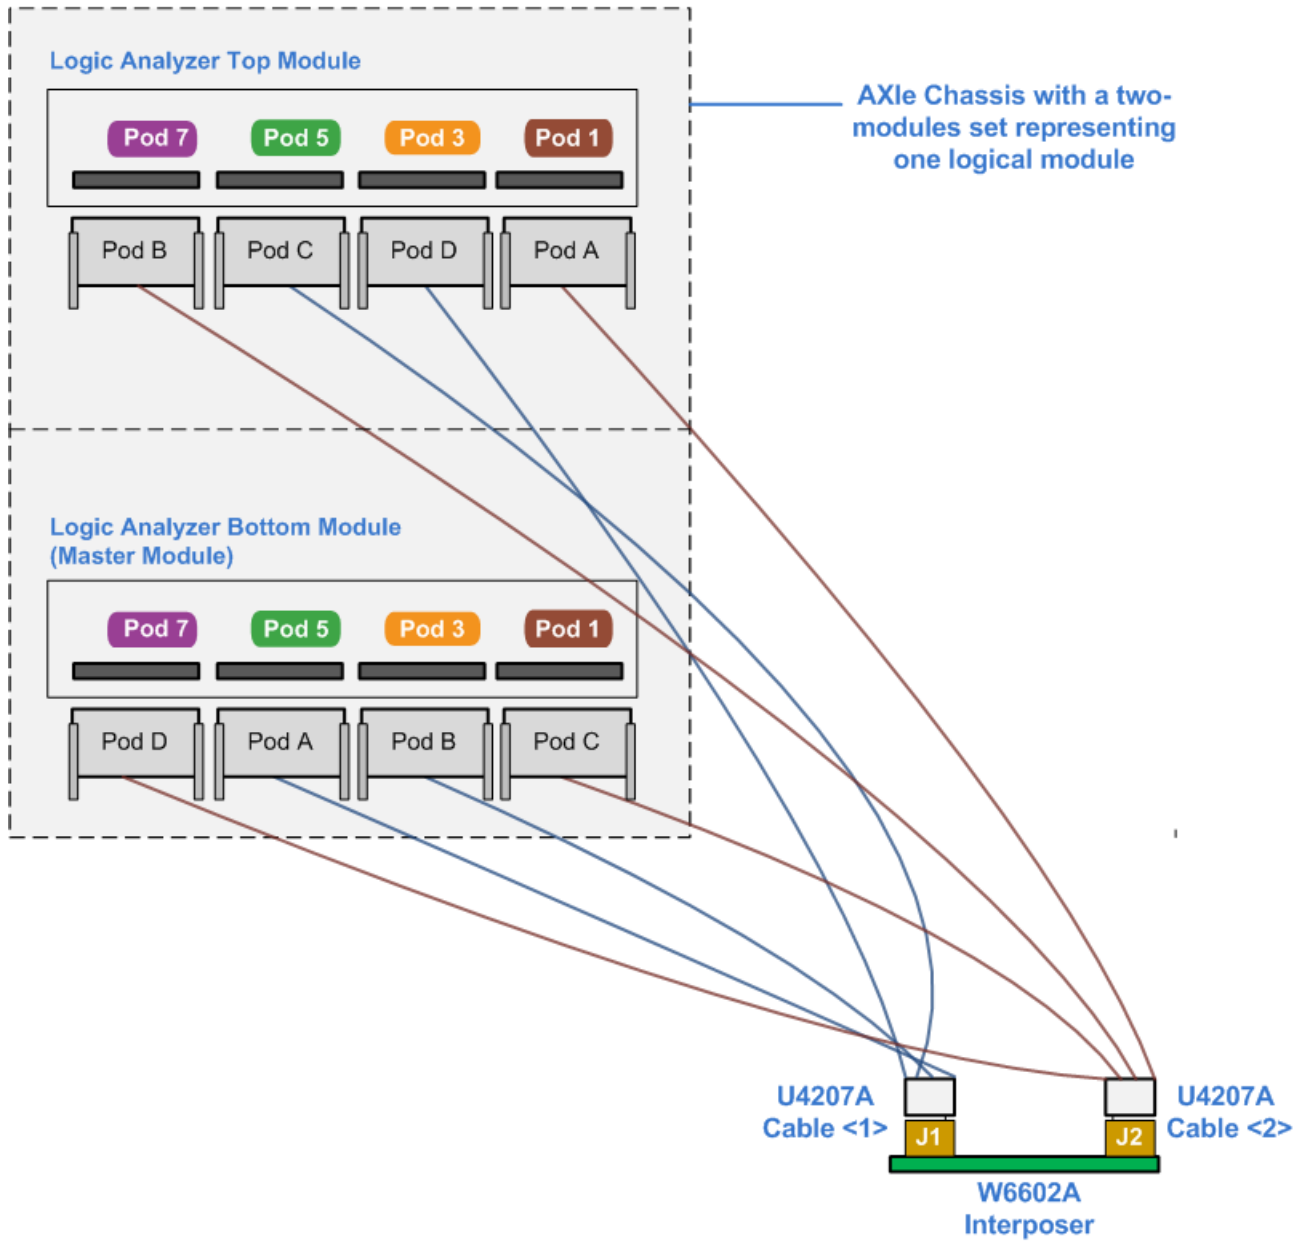 Logic Analyzer Top Module
AXIe Chassis with a two-
modules set representing
one logical module
Pod 7 Pod 5 Pod 3 Pod 1
Pod B Pod C Pod D Pod A
Logic Analyzer Bottom Module
(Master Module)
Pod 7 Pod 5 Pod 3 Pod 1
Pod D Pod A Pod B Pod C
U4207A
Cable <1>
J1
J2
U4207A
Cable <2>
W6602A
Interposer